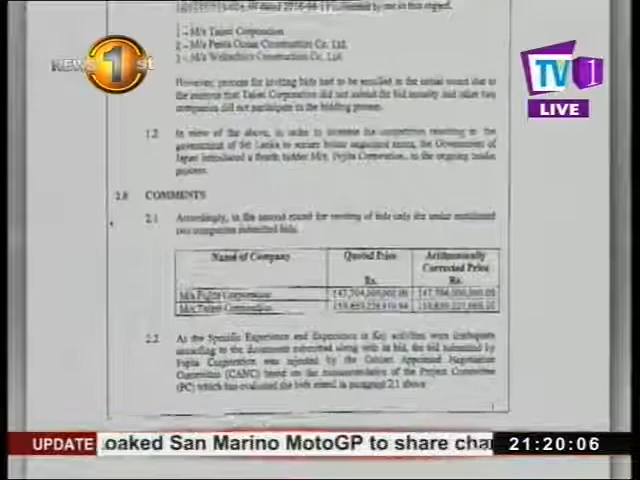 1 – M/s Taisei Corporation
2 – M/s Penta Ocean Construction Co. Ltd.
3 – M/s Construction Co. Ltd.
NEWS 1st
TV 1
LIVE
However, process for inviting bids had to be in the initial round due to
the that Taisei Corporation did not submit the bid security and other two
companies did not participate in the bidding process.
1.2 In view of the above, in order to increase the competition resulting to the
government of Sri Lanka to secure better negotiated terms, the Government of
Japan introduced a fourth bidder M/s. Fujita Corporation, to the ongoing tender
process.
2.0 COMMENTS
2.1 Accordingly, in the second round for inviting of bids only the under mentioned
two companies submitted bids.
Name of Company Quoted Price Rs. Arithmetically Corrected Price Rs.
M/s Fujita Corporation
M/s Taisei Corporation
2.2 As the Specific Experience and Experience in Key activities were inadequate
according to the documents submitted along with its bid, the bid submitted by
Fujita Corporation was rejected by the Cabinet Appointed Negotiation
Committee (CANC) based on the recommendation of the Project Committee
(PC) which has evaluated the bids stated in paragraph 2.1 above
UPDATE oaked San Marino MotoGP to share cha 21:20:06